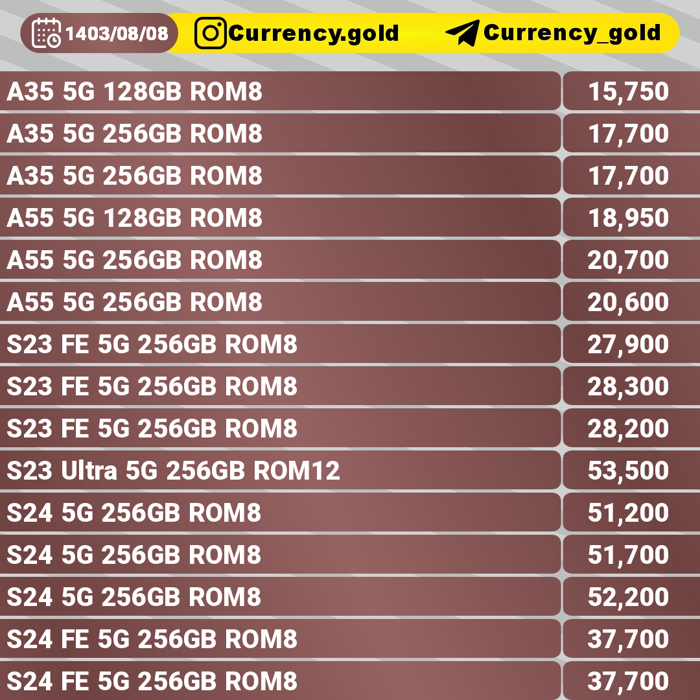 1403/08/08 Currency.gold Currency_gold
A35 5G 128GB ROM8 15,750
A35 5G 256GB ROM8 17,700
A35 5G 256GB ROM8 17,700
A55 5G 128GB ROM8 18,950
A55 5G 256GB ROM8 20,700
A55 5G 256GB ROM8 20,600
S23 FE 5G 256GB ROM8 27,900
S23 FE 5G 256GB ROM8 28,300
S23 FE 5G 256GB ROM8 28,200
S23 Ultra 5G 256GB ROM12 53,500
S24 5G 256GB ROM8 51,200
S24 5G 256GB ROM8 51,700
S24 5G 256GB ROM8 52,200
S24 FE 5G 256GB ROM8 37,700
S24 FE 5G 256GB ROM8 37,700